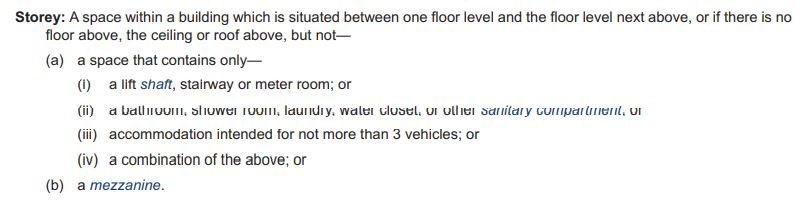 Storey: A space within a building which is situated between one floor level and the floor level next above, or if there is no
floor above, the ceiling or roof above, but not—
(a) a space that contains only—
(i) a lift shaft, stairway or meter room; or
(ii) a bathroom, shower room, laundry, water closet, or other sanitary compartment; or
(iii) accommodation intended for not more than 3 vehicles; or
(iv) a combination of the above; or
(b) a mezzanine.